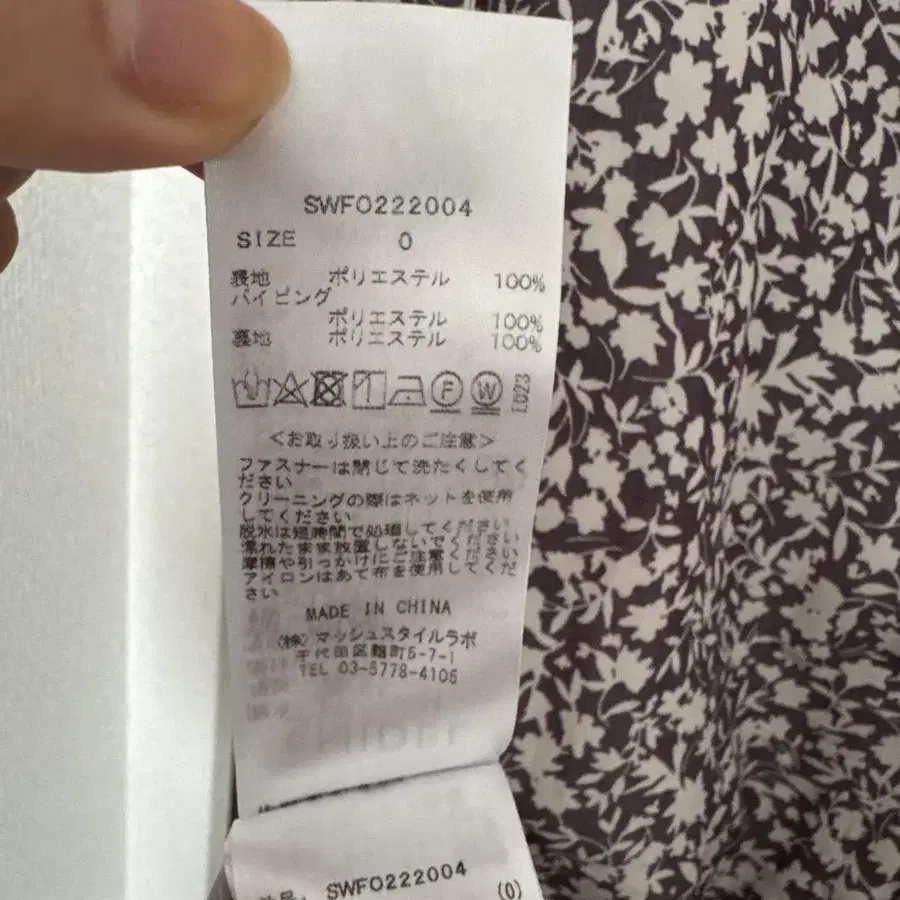 SWFO222004
SIZE 0
表地 ポリエステル 100%
パイピング
ポリエステル 100%
裏地 ポリエステル 100%
F W LD23
<お取り扱い上のご注意>
ファスナーは閉じて洗たくしてく
ださい
クリーニングの際はネットを使用
してください
脱水は短時間で処理してください
濡れたまま放置しないでください
摩擦や引っかけにご注意ください
アイロンはあて布を使用してくだ
さい
MADE IN CHINA
(株)マッシュスタイルラボ
千代田区麹町5-7-1
TEL 03-5778-4105
SWFO222004
(0)